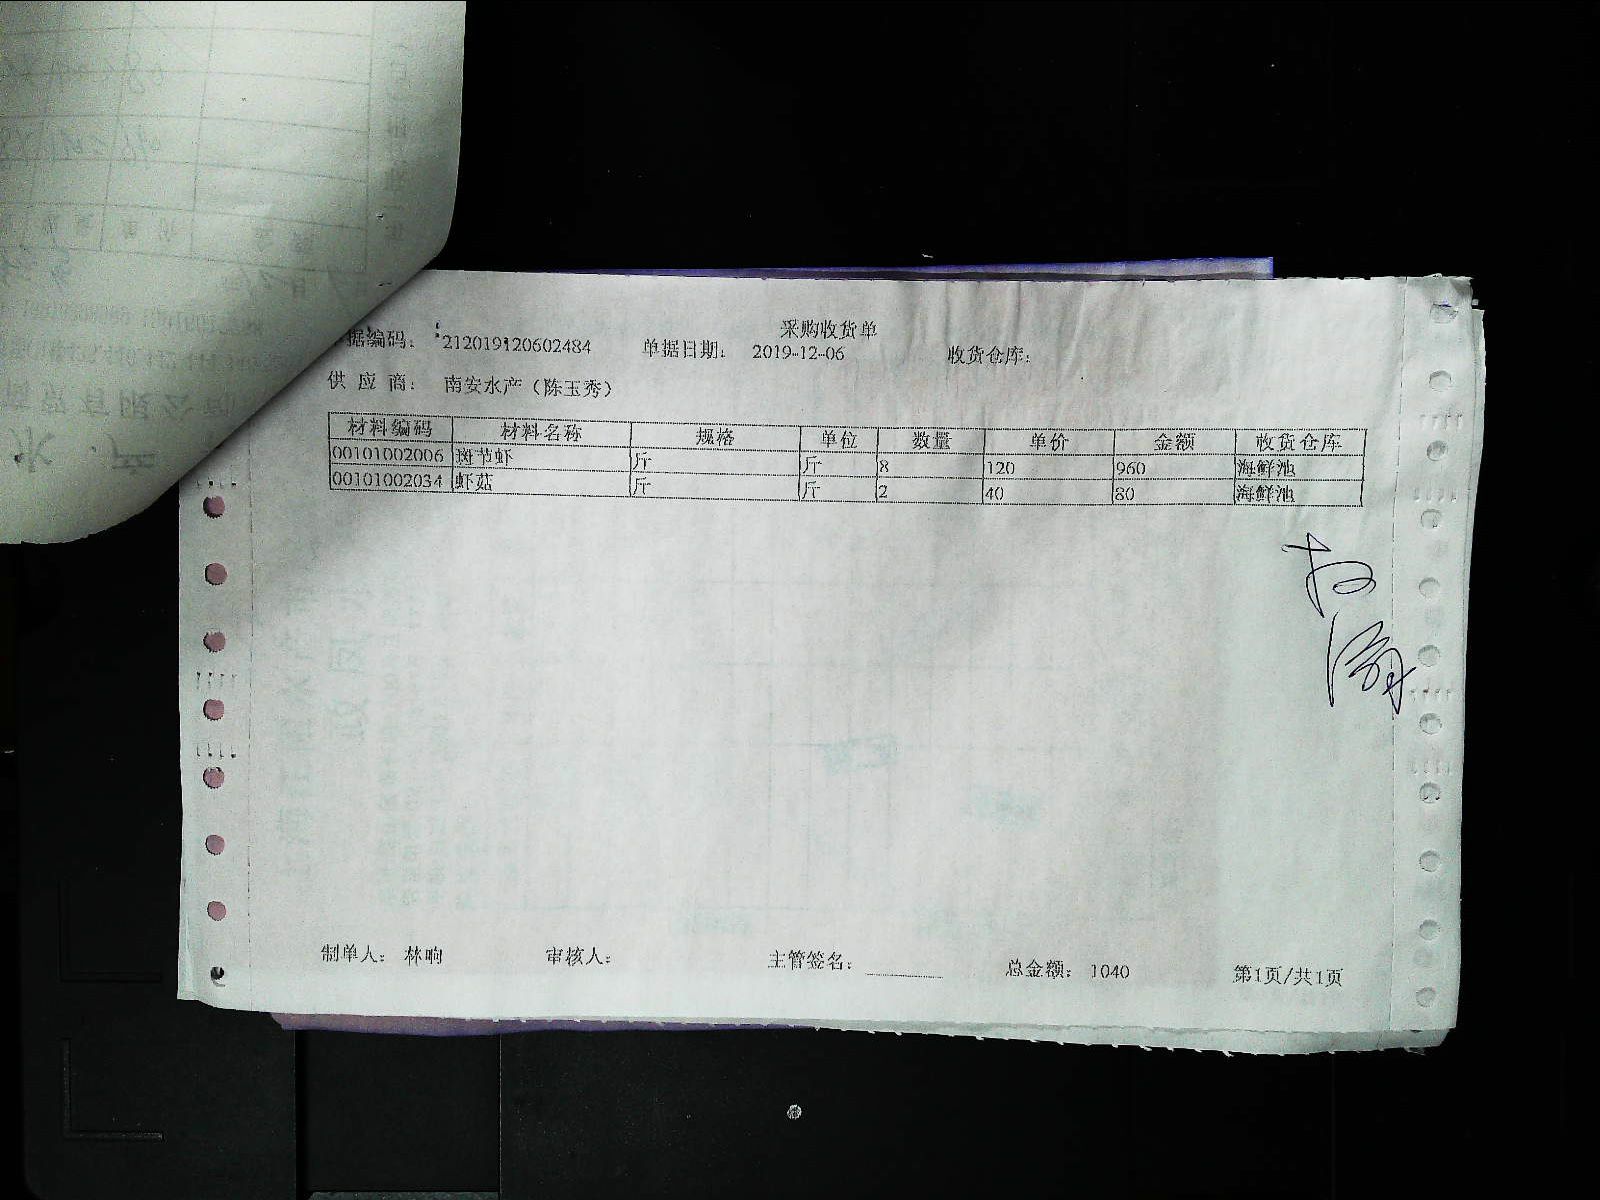 采购收货单
据编码： 212019120602484 单据日期： 2019-12-06 收货仓库：
供 应 商： 南安水产（陈玉秀）
材料编码 材料名称 规格 单位 数量 单价 金额 收货仓库
00101002006 斑节虾 斤 斤 8 120 960 海鲜池
00101002034 虾菇 斤 斤 2 40 80 海鲜池
制单人： 林响 审核人： 主管签名： 总金额： 1040 第1页/共1页